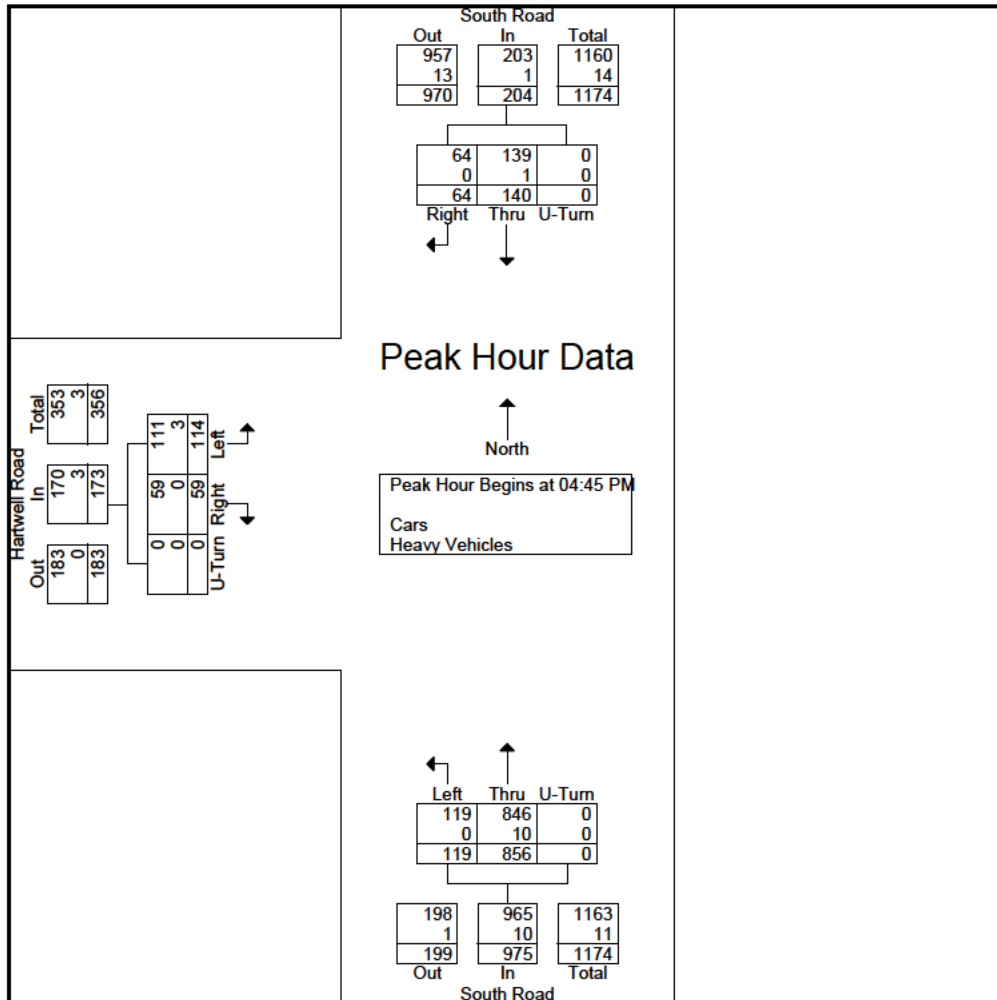 South Road
Out In Total
957 203 1160
13 1 14
970 204 1174
64 139 0
0 1 0
64 140 0
Right Thru U-Turn
Peak Hour Data
North
Peak Hour Begins at 04:45 PM
Cars
Heavy Vehicles
Hartwell Road
Out In Total
183 170 353
0 3 3
183 173 356
0 59 111
0 0 3
0 59 114
U-Turn Right Left
Left Thru U-Turn
119 846 0
0 10 0
119 856 0
198 965 1163
1 10 11
199 975 1174
Out In Total
South Road